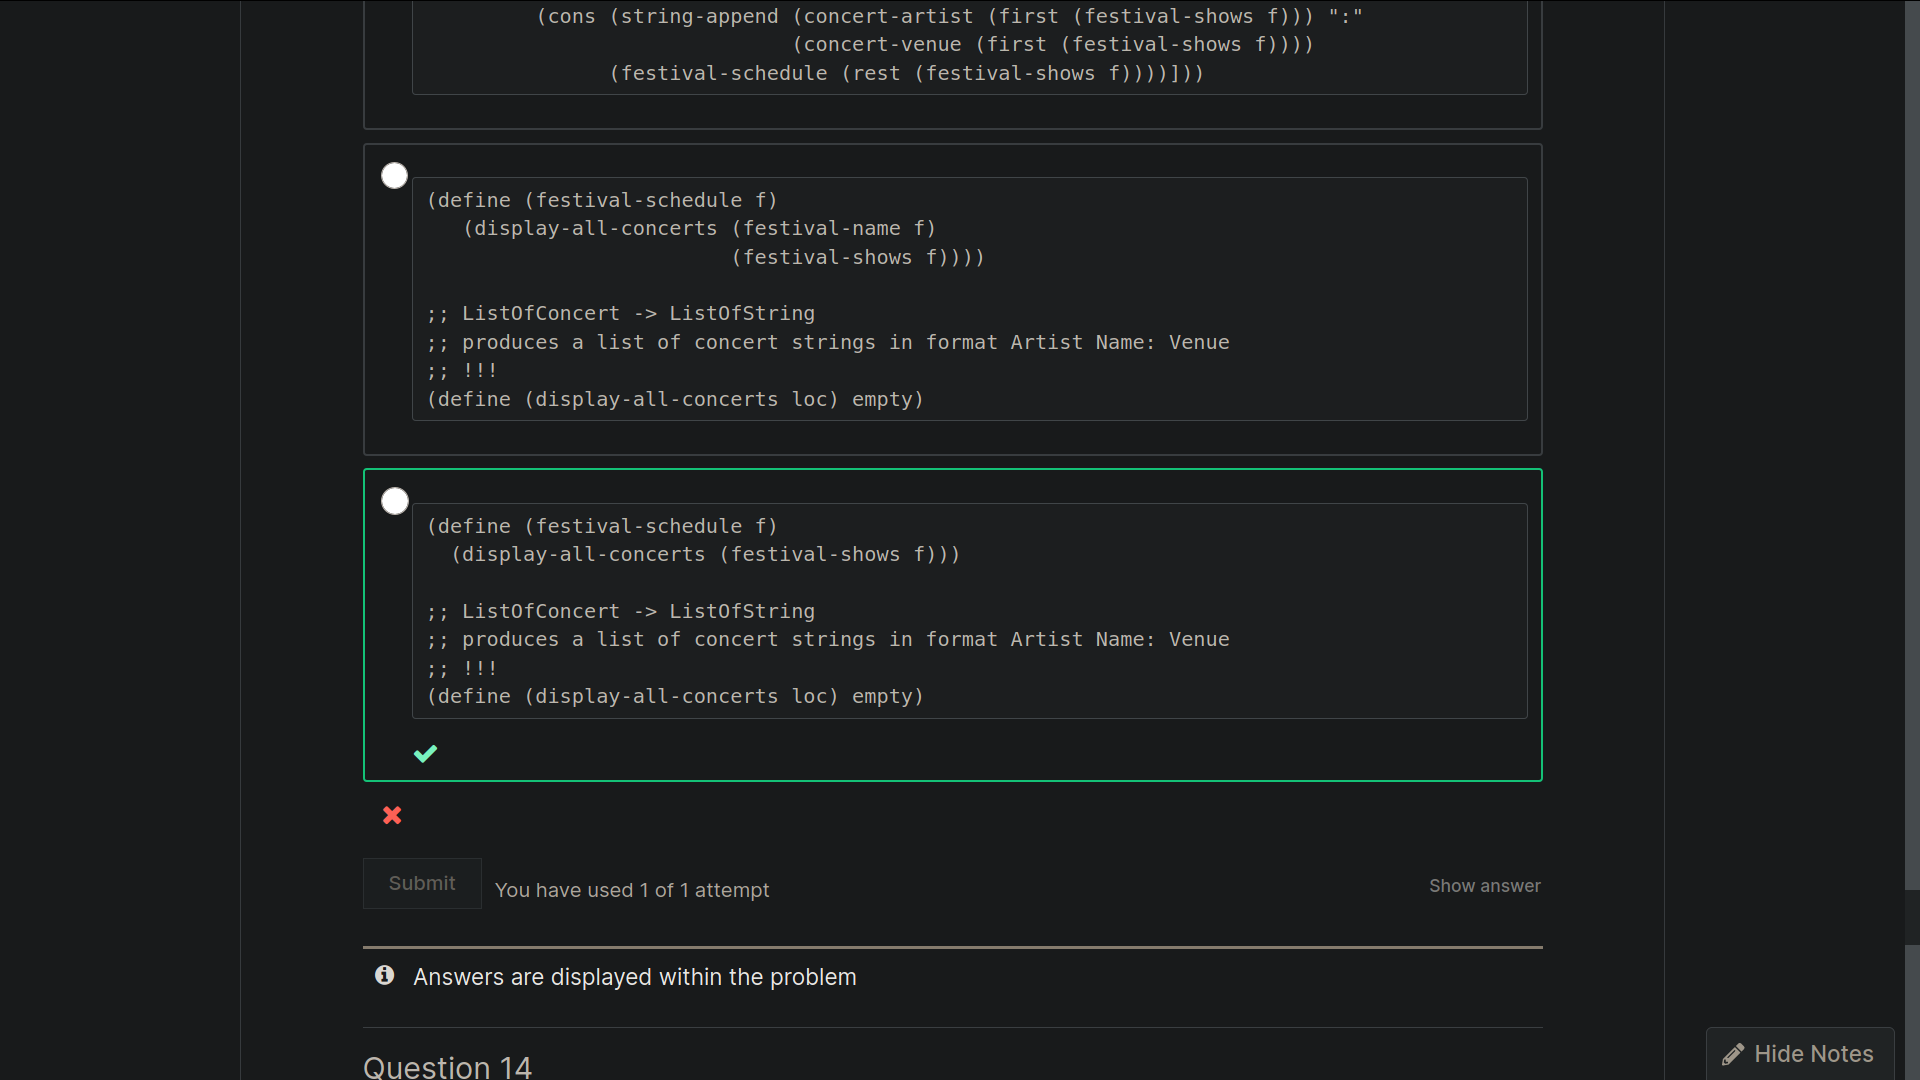 (cons (string-append (concert-artist (first (festival-shows f))) ":"
(concert-venue (first (festival-shows f))))
(festival-schedule (rest (festival-shows f))))]))
(define (festival-schedule f)
(display-all-concerts (festival-name f)
(festival-shows f))))
;; ListOfConcert -> ListOfString
;; produces a list of concert strings in format Artist Name: Venue
;; !!!
(define (display-all-concerts loc) empty)
(define (festival-schedule f)
(display-all-concerts (festival-shows f)))
;; ListOfConcert -> ListOfString
;; produces a list of concert strings in format Artist Name: Venue
;; !!!
(define (display-all-concerts loc) empty)
Submit
You have used 1 of 1 attempt
Show answer
Answers are displayed within the problem
Question 14
Hide Notes